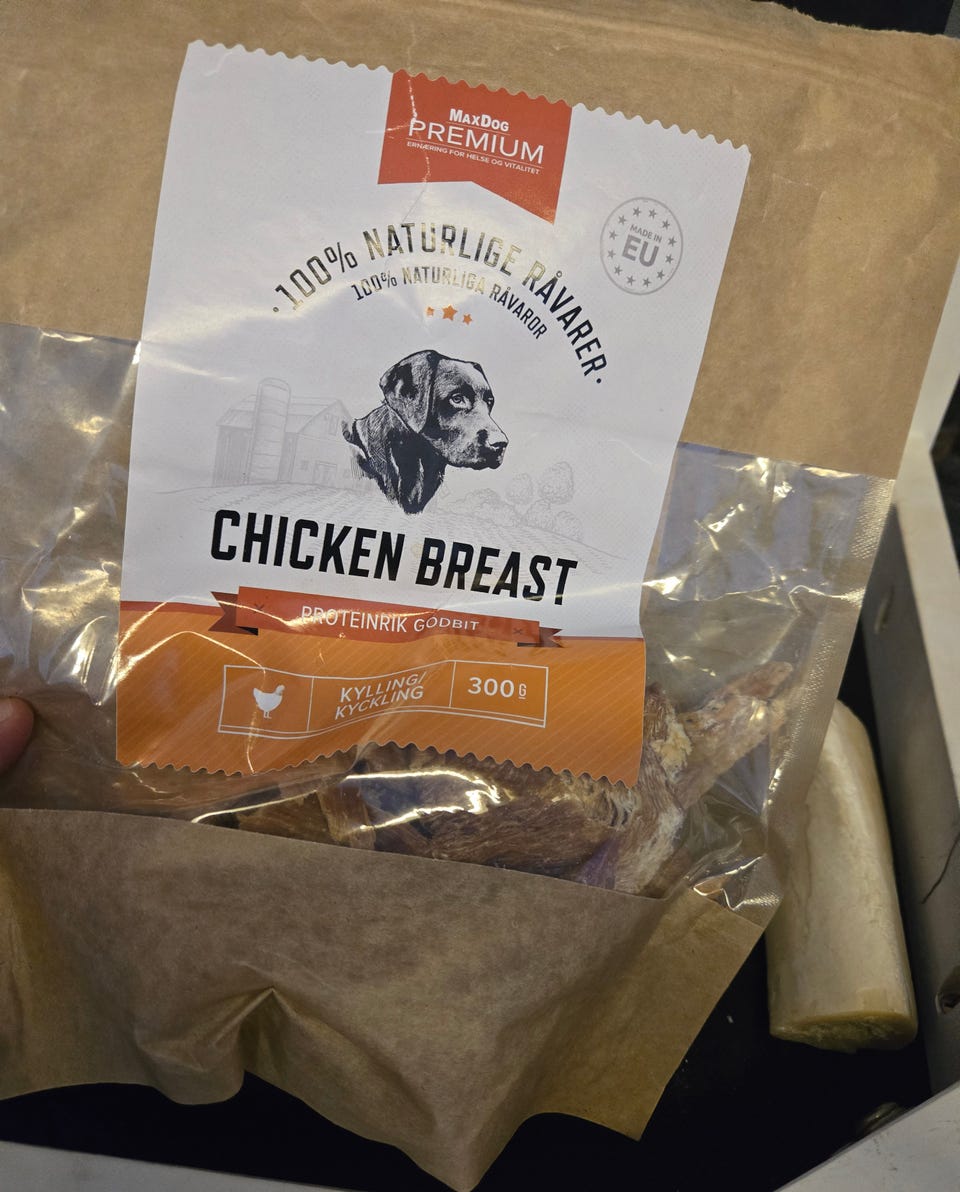 MAXDOG
PREMIUM
ERNÆRING FOR HELSE OG VITALITET
MADE IN
EU
·100% NATURLIGE RÅVARER·
100% NATURLIGA RÅVAROR
CHICKEN BREAST
PROTEINRIK GODBIT
KYLLING/
KYCKLING
300 G